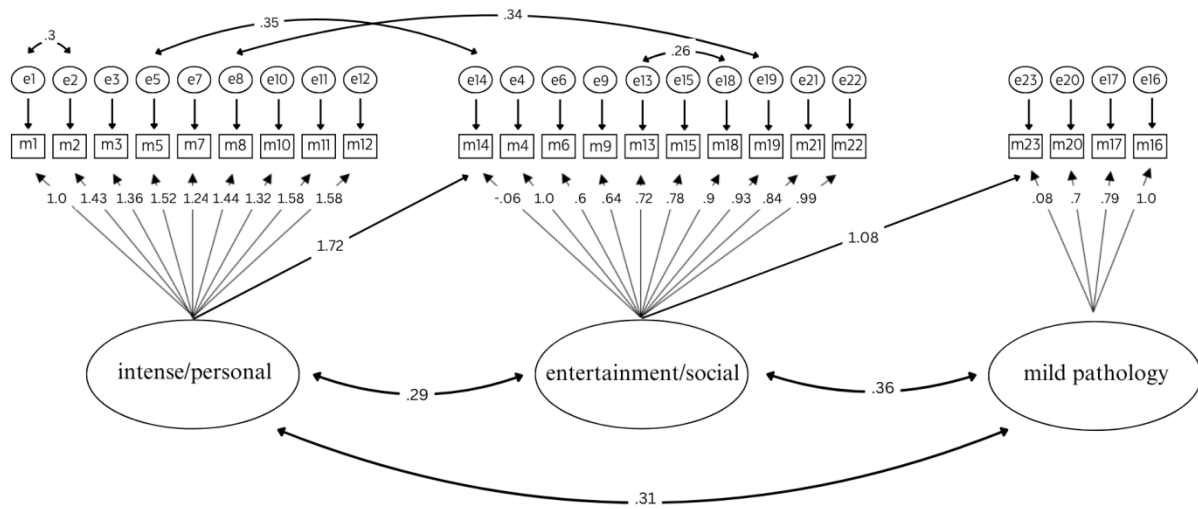 .35
.34
.3
.26
e1 e2 e3 e5 e7 e8 e10 e11 e12 e14 e4 e6 e9 e13 e15 e18 e19 e21 e22 e23 e20 e17 e16
m1 m2 m3 m5 m7 m8 m10 m11 m12 m14 m4 m6 m9 m13 m15 m18 m19 m21 m22 m23 m20 m17 m16
1.0 1.43 1.36 1.52 1.24 1.44 1.32 1.58 1.58 -.06 1.0 .6 .64 .72 .78 .9 .93 .84 .99 .08 .7 .79 1.0
1.72 1.08
intense/personal entertainment/social mild pathology
.29 .36
.31